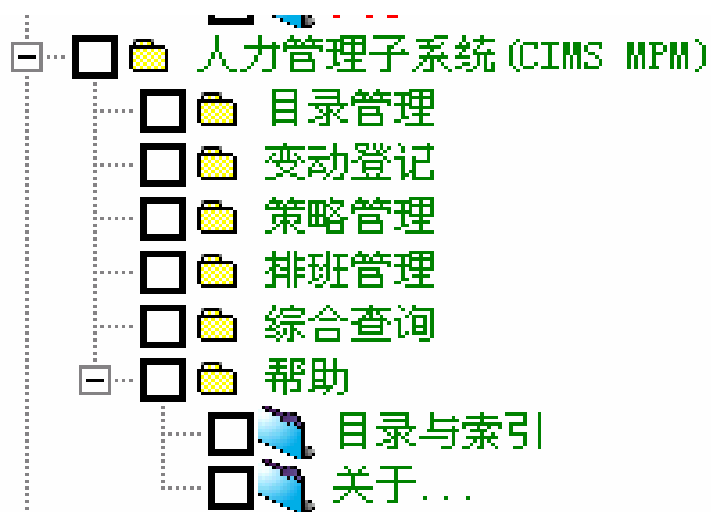 人力管理子系统(CIMS MPM)
目录管理
变动登记
策略管理
排班管理
综合查询
帮助
目录与索引
关于...